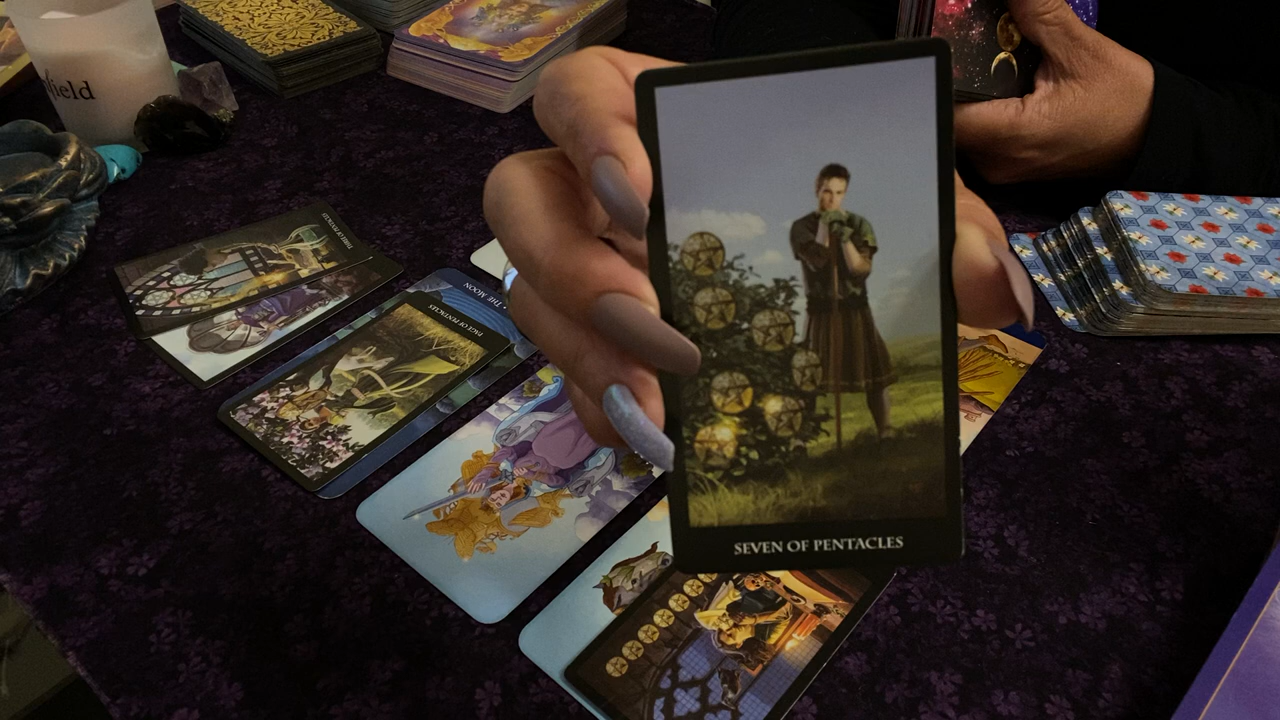 field
THREE OF PENTACLES
• THE MOON •
PAGE OF PENTACLES
SEVEN OF PENTACLES